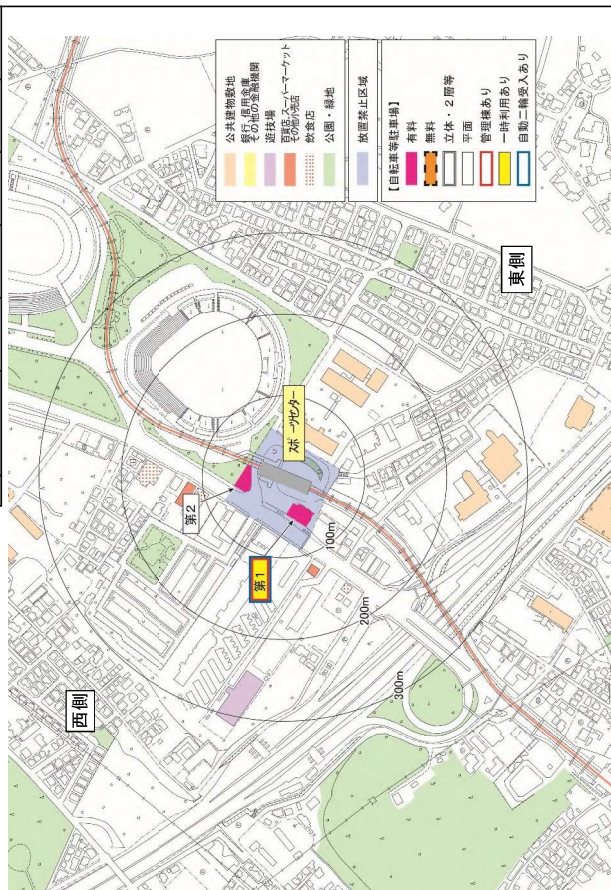 公共建物敷地
銀行、信用金庫
その他の金融機関
遊技場
百貨店、スーパーマーケット
その他小売店
飲食店
公園・緑地
放置禁止区域
【自転車等駐車場】
有料
無料
立体・2層等
平面
管理棟あり
一時利用あり
自動二輪受入あり
西側
東側
第2
第1
スポーツセンター
100m
200m
300m